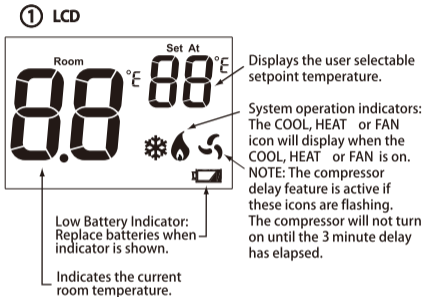 ① LCD
Room
8.8
°E
Set At
88
°E
Displays the user selectable
setpoint temperature.
System operation indicators:
The COOL, HEAT or FAN
icon will display when the
COOL, HEAT or FAN is on.
NOTE: The compressor
delay feature is active if
these icons are flashing.
The compressor will not turn
on until the 3 minute delay
has elapsed.
Low Battery Indicator:
Replace batteries when
indicator is shown.
Indicates the current
room temperature.